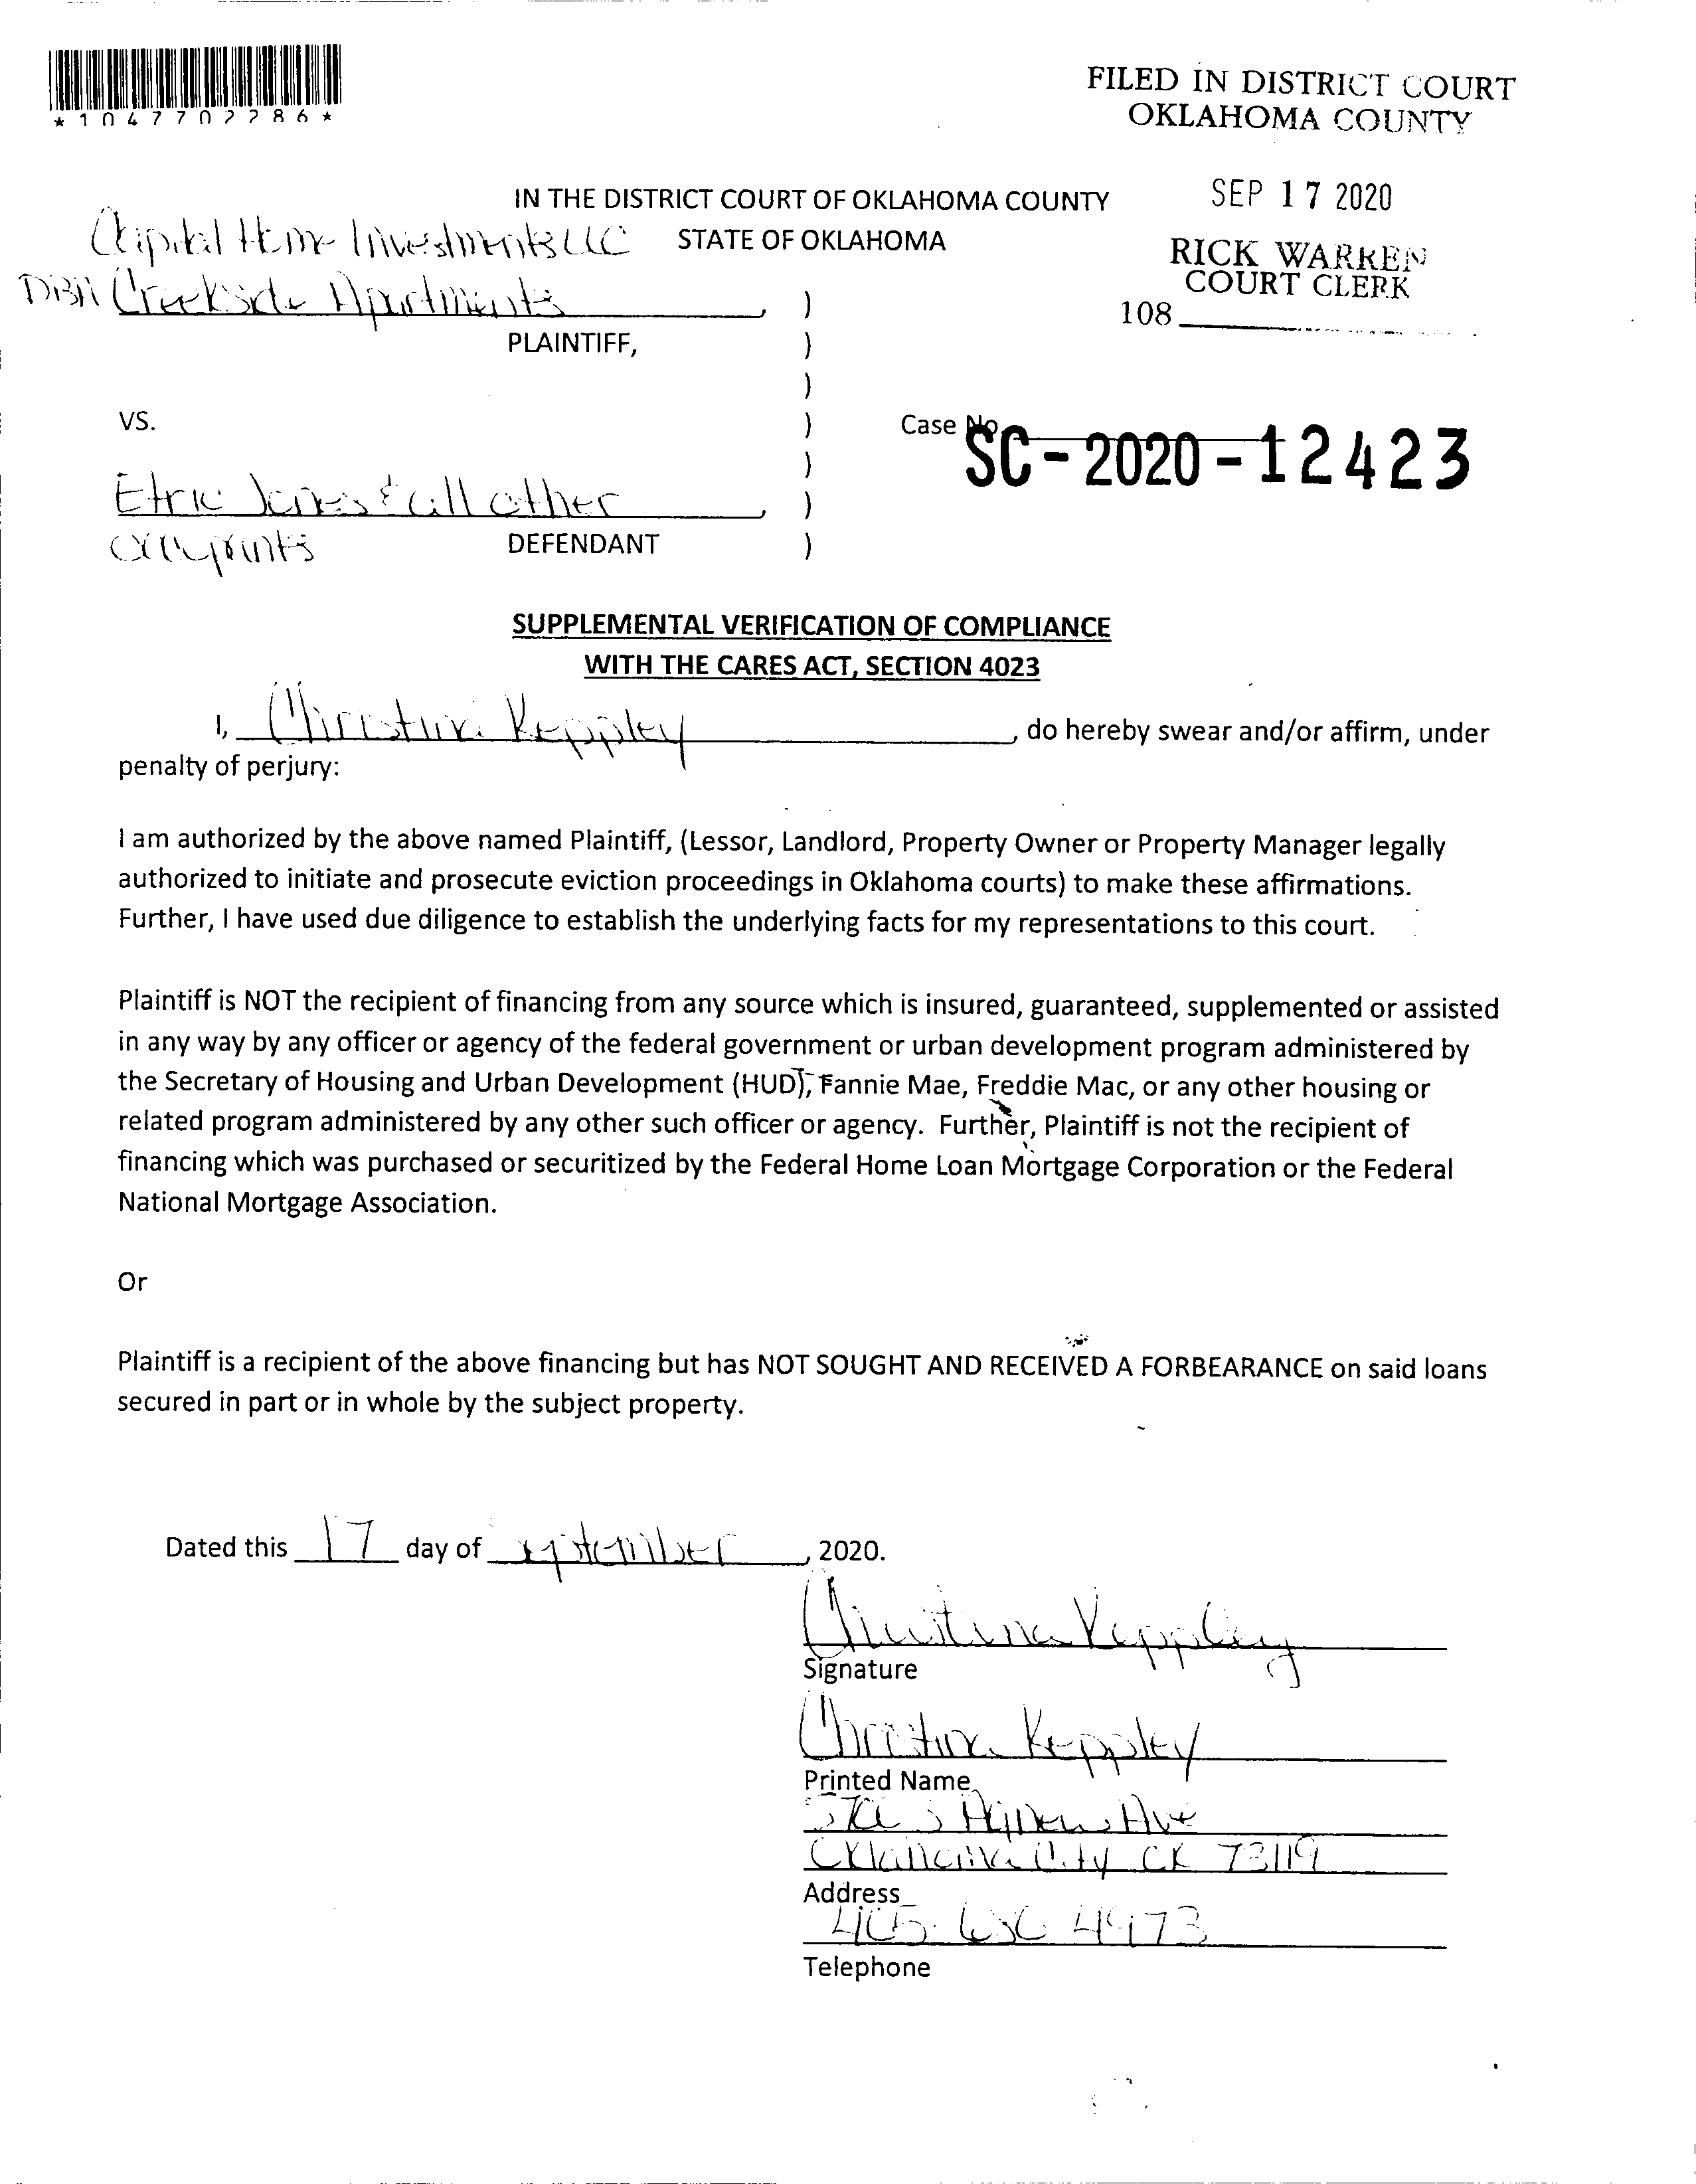 *1047702286*
FILED IN DISTRICT COURT
OKLAHOMA COUNTY
SEP 17 2020
RICK WARREN
COURT CLERK
108
IN THE DISTRICT COURT OF OKLAHOMA COUNTY
STATE OF OKLAHOMA
Capital Home Investments LLC
DBA Creekside Apartments, )
PLAINTIFF, )
)
VS. )
)
Etric Jones & all other, )
occupants DEFENDANT )
Case No. SC-2020-12423
SUPPLEMENTAL VERIFICATION OF COMPLIANCE
WITH THE CARES ACT, SECTION 4023
I, Christina Keppley, do hereby swear and/or affirm, under
penalty of perjury:
I am authorized by the above named Plaintiff, (Lessor, Landlord, Property Owner or Property Manager legally
authorized to initiate and prosecute eviction proceedings in Oklahoma courts) to make these affirmations.
Further, I have used due diligence to establish the underlying facts for my representations to this court.
Plaintiff is NOT the recipient of financing from any source which is insured, guaranteed, supplemented or assisted
in any way by any officer or agency of the federal government or urban development program administered by
the Secretary of Housing and Urban Development (HUD), Fannie Mae, Freddie Mac, or any other housing or
related program administered by any other such officer or agency. Further, Plaintiff is not the recipient of
financing which was purchased or securitized by the Federal Home Loan Mortgage Corporation or the Federal
National Mortgage Association.
Or
Plaintiff is a recipient of the above financing but has NOT SOUGHT AND RECEIVED A FORBEARANCE on said loans
secured in part or in whole by the subject property.
Dated this 17 day of september, 2020.
Christina Keppley
Signature
Christina Keppley
Printed Name
S Agnew Ave
Oklahoma City OK 73119
Address
405
Telephone